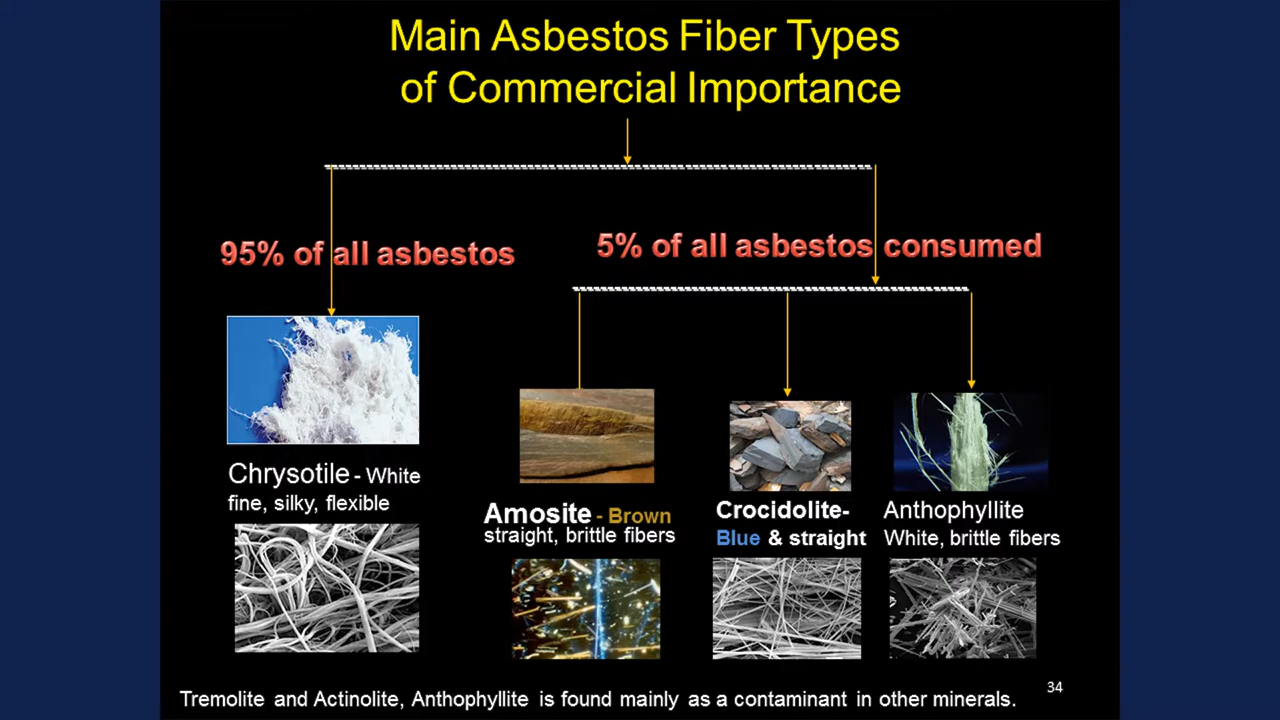 Main Asbestos Fiber Types
of Commercial Importance
95% of all asbestos
5% of all asbestos consumed
Chrysotile - White
fine, silky, flexible
Amosite - Brown
straight, brittle fibers
Crocidolite-
Blue & straight
Anthophyllite
White, brittle fibers
34
Tremolite and Actinolite, Anthophyllite is found mainly as a contaminant in other minerals.